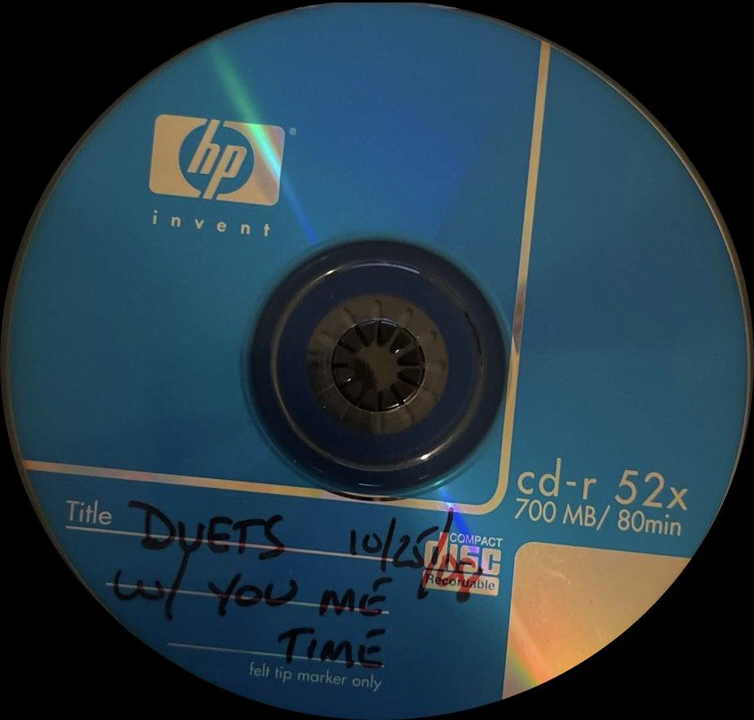 hp®
invent
cd-r 52x
700 MB/ 80min
Title DUETS 10/25/
W/ YOU ME
TIME
COMPACT
disc
Recordable
felt tip marker only